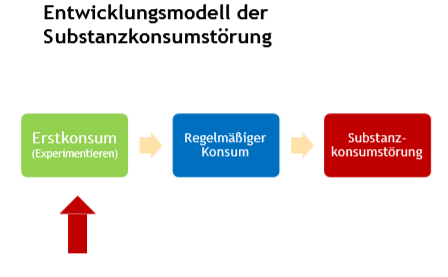 Entwicklungsmodell der
Substanzkonsumstörung
Erstkonsum
(Experimentieren)
Regelmäßiger
Konsum
Substanz-
konsumstörung